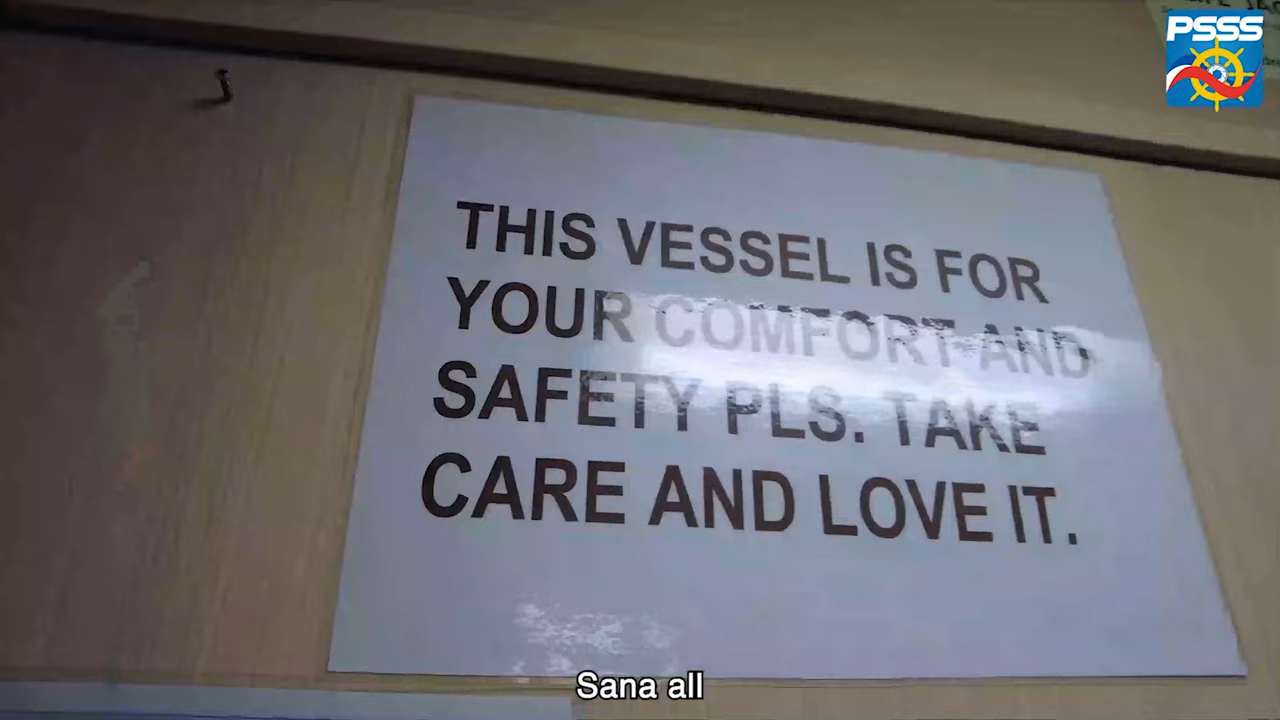 PSSS
THIS VESSEL IS FOR
YOUR COMFORT AND
SAFETY PLS. TAKE
CARE AND LOVE IT.
Sana all